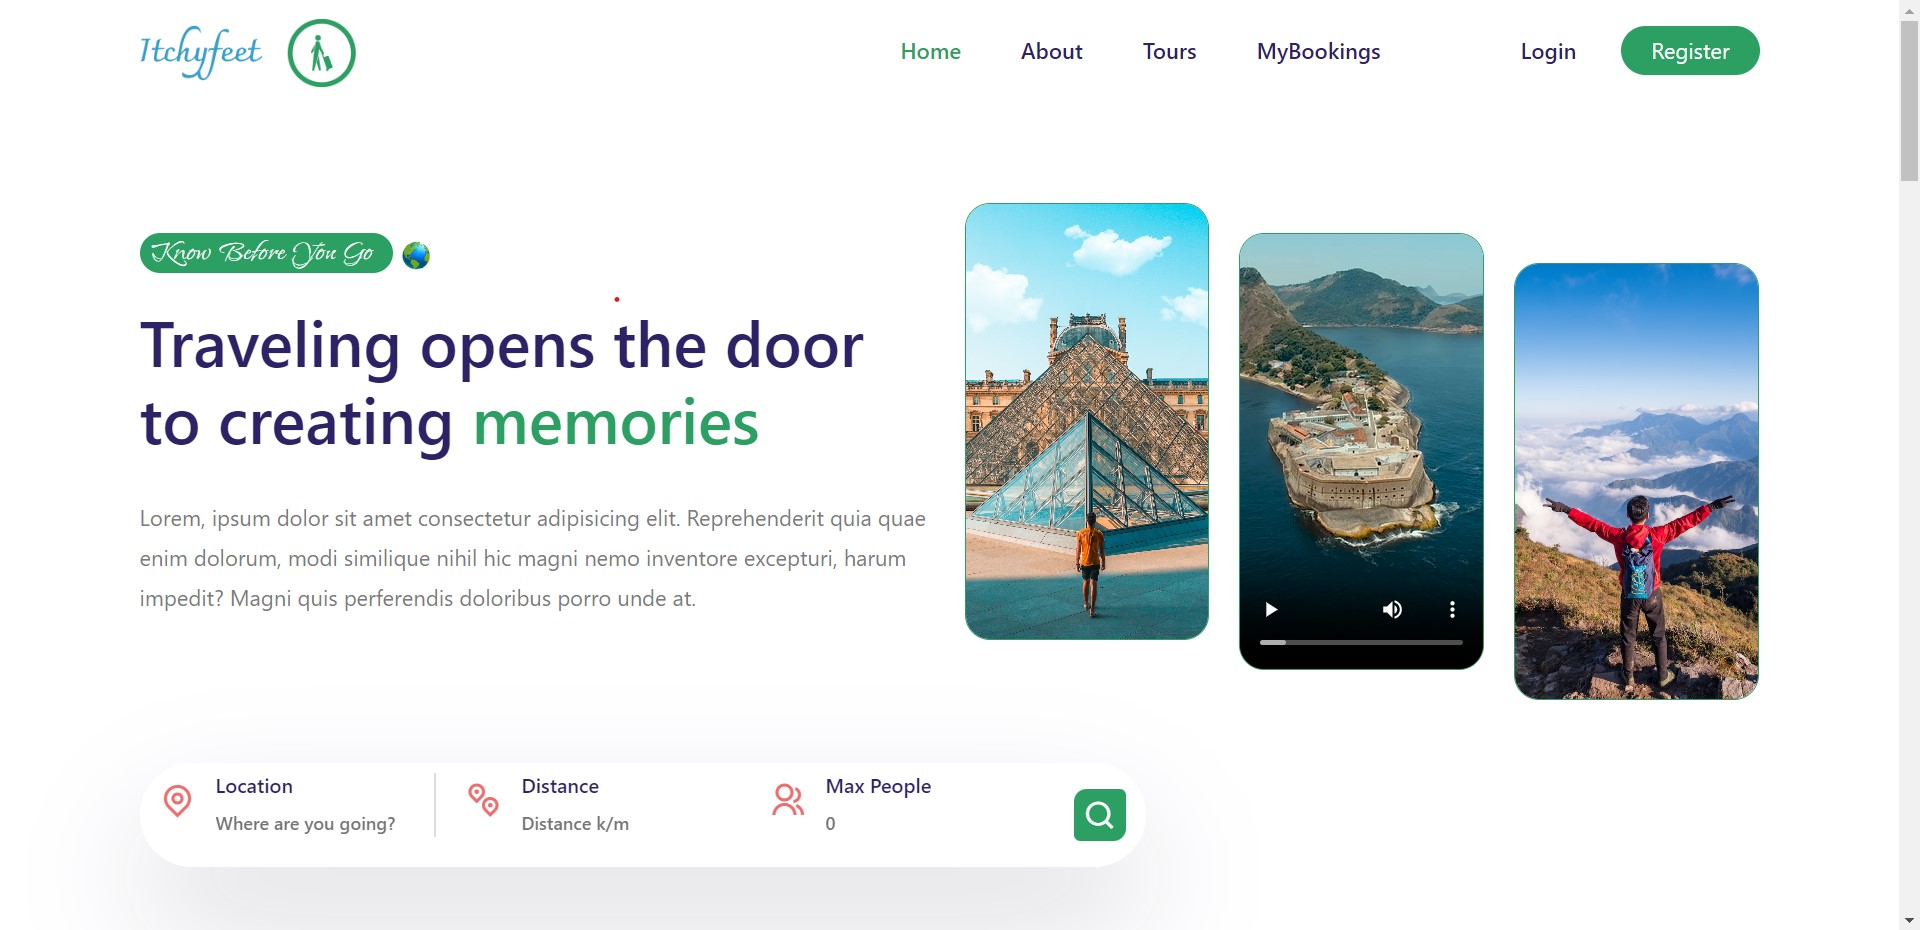 Itchyfeet
Home About Tours MyBookings Login Register
Know Before You Go
Traveling opens the door
to creating memories
Lorem, ipsum dolor sit amet consectetur adipisicing elit. Reprehenderit quia quae
enim dolorum, modi similique nihil hic magni nemo inventore excepturi, harum
impedit? Magni quis perferendis doloribus porro unde at.
Location
Where are you going?
Distance
Distance k/m
Max People
0